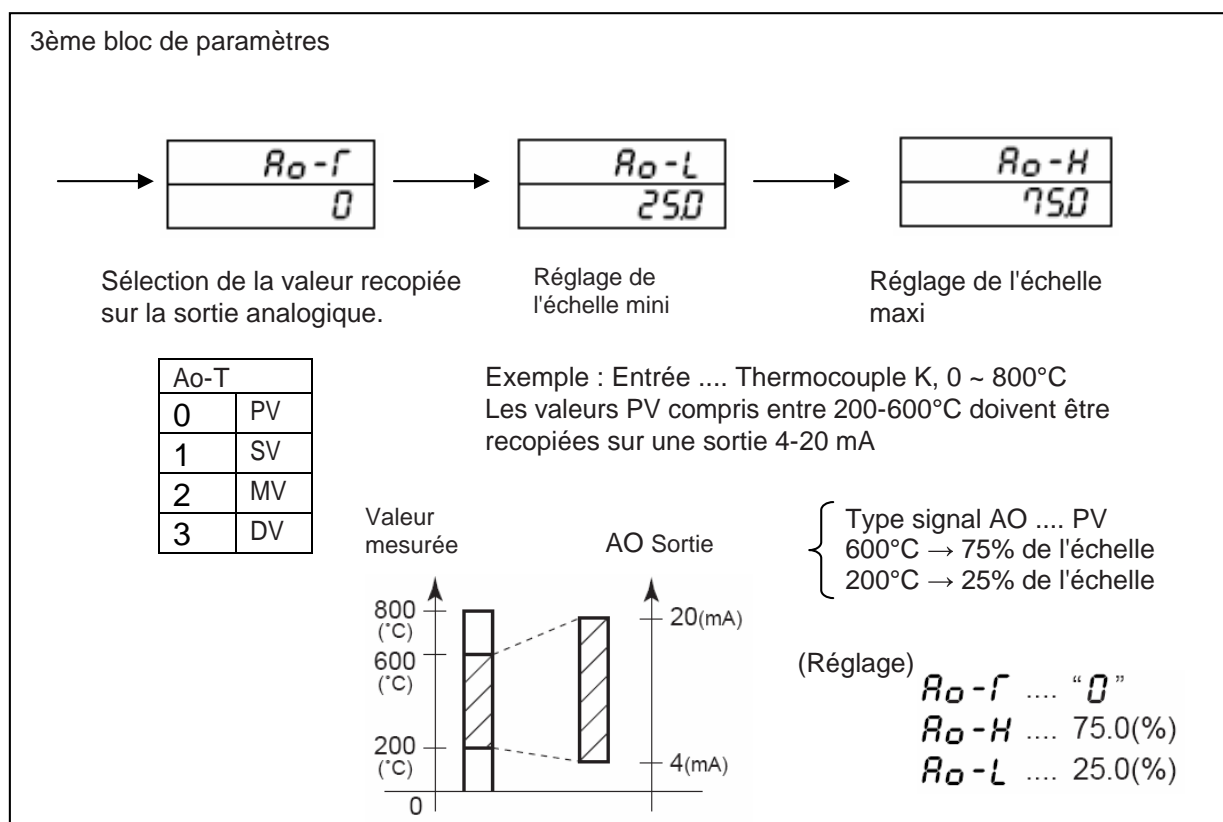 3ème bloc de paramètres
Ao-T
0
Ao-L
25.0
Ao-H
75.0
Sélection de la valeur recopiée
sur la sortie analogique.
Réglage de
l'échelle mini
Réglage de l'échelle
maxi
Ao-T
0 PV
1 SV
2 MV
3 DV
Exemple : Entrée .... Thermocouple K, 0 ~ 800°C
Les valeurs PV compris entre 200-600°C doivent être
recopiées sur une sortie 4-20 mA
Valeur
mesurée
AO Sortie
800
(°C)
600
(°C)
200
(°C)
0
20(mA)
4(mA)
Type signal AO .... PV
600°C → 75% de l'échelle
200°C → 25% de l'échelle
(Réglage)
Ao-T .... “0”
Ao-H .... 75.0(%)
Ao-L .... 25.0(%)